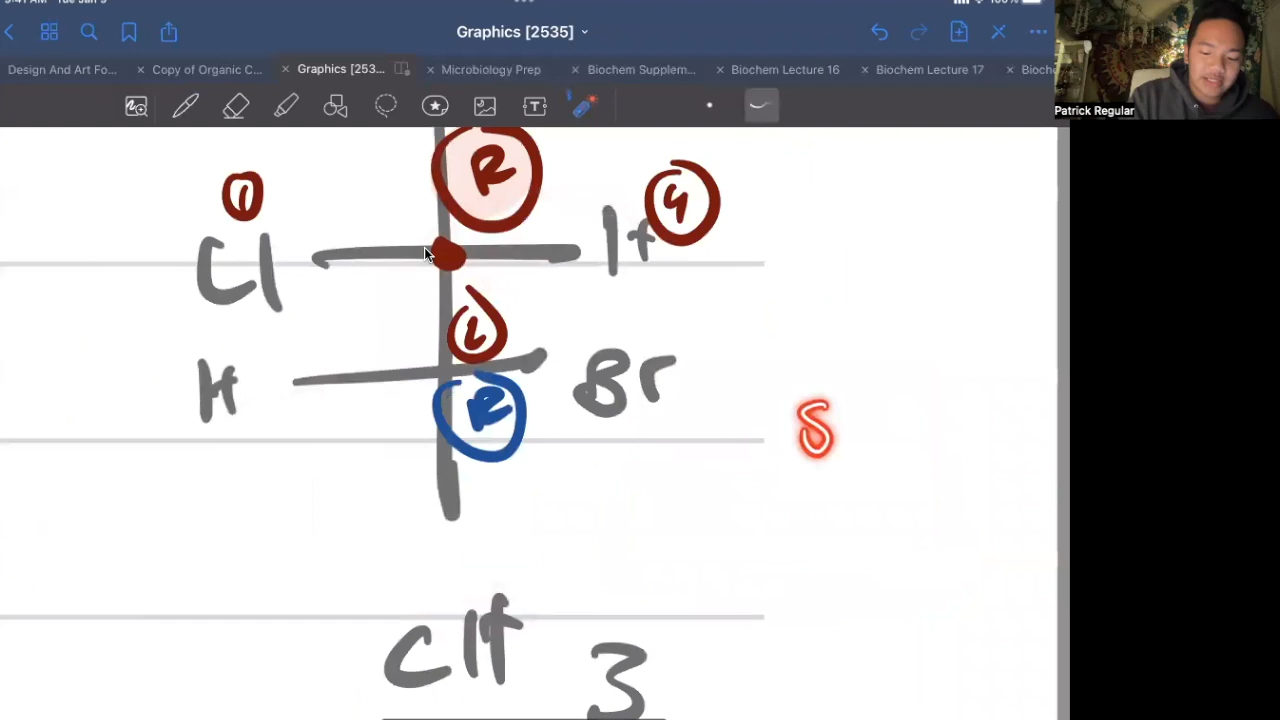 Graphics [2535]
Design And Art Fo...
Copy of Organic C...
Graphics [253...
Microbiology Prep
Biochem Supplem...
Biochem Lecture 16
Biochem Lecture 17
Patrick Regular
R
1
4
Cl
H
2
H
Br
R
8
CH
3